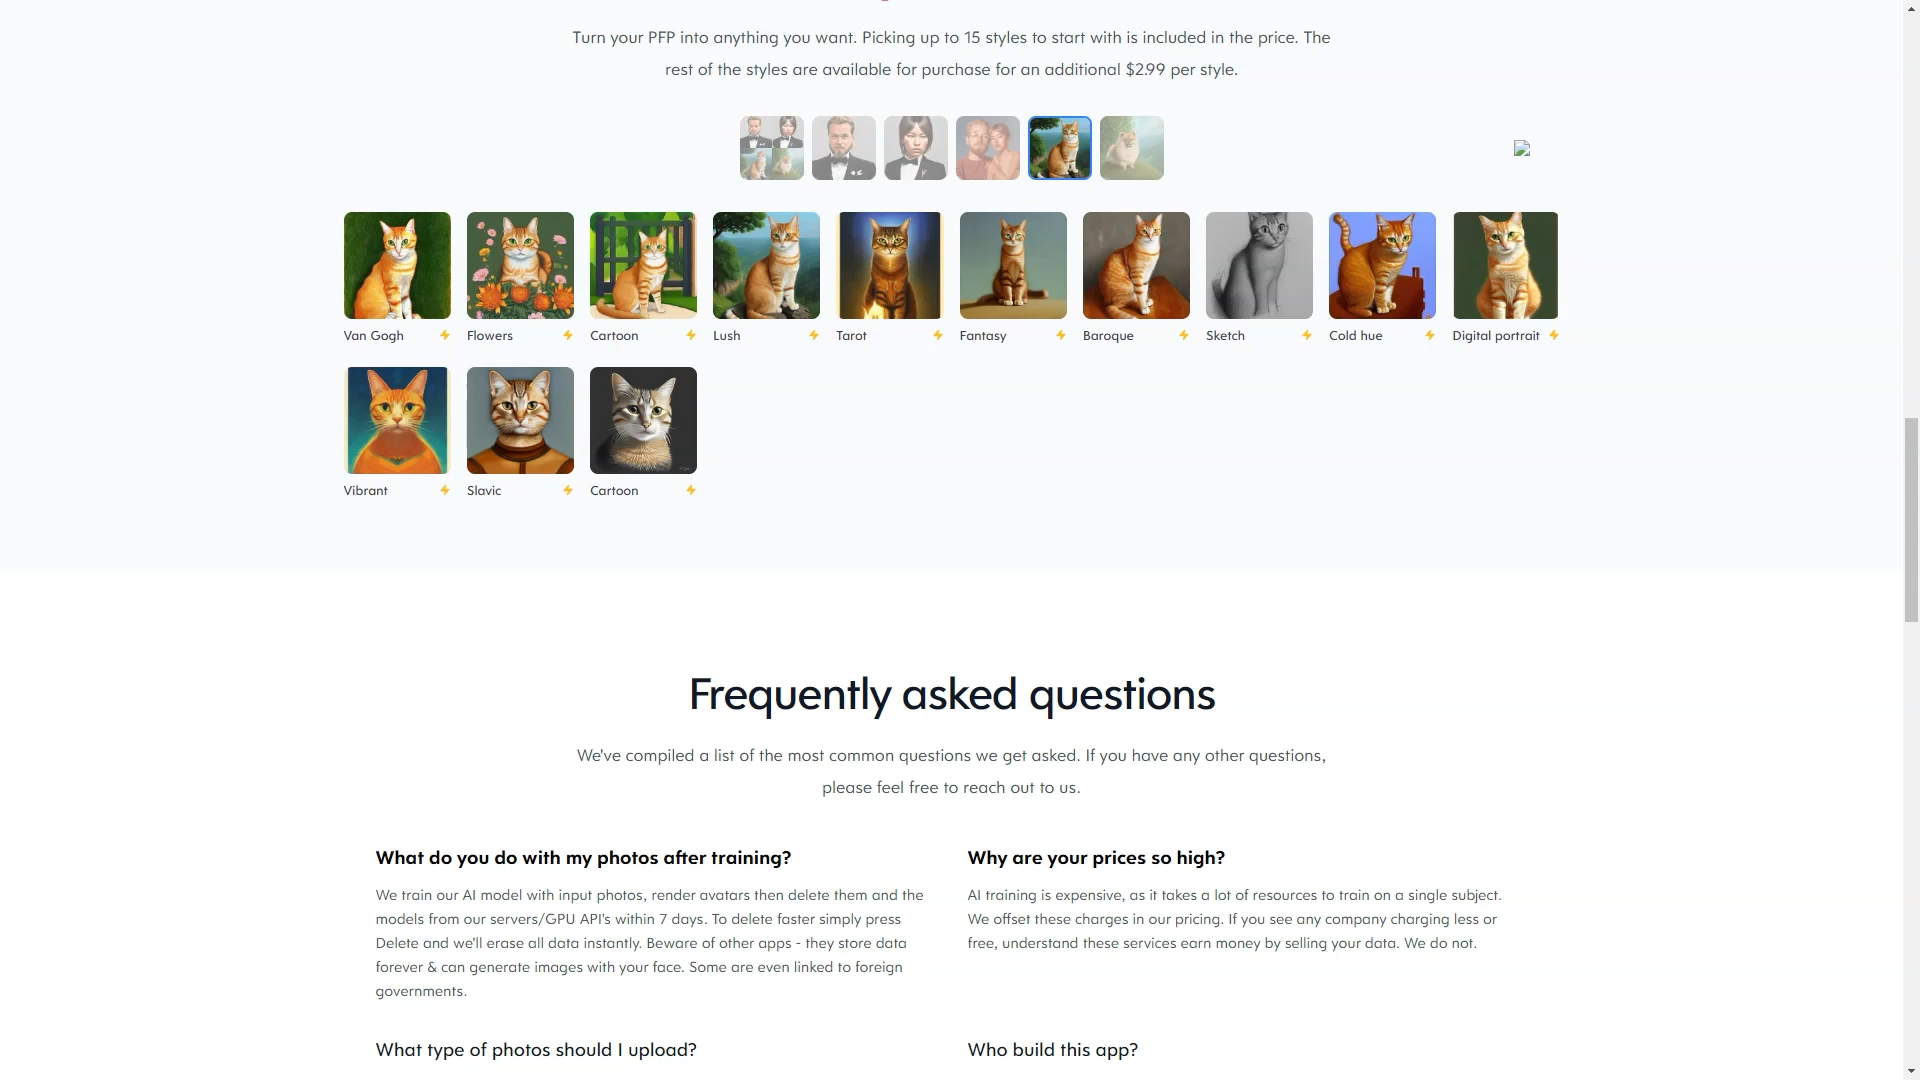 Turn your PFP into anything you want. Picking up to 15 styles to start with is included in the price. The
rest of the styles are available for purchase for an additional $2.99 per style.
Van Gogh
Flowers
Cartoon
Lush
Tarot
Fantasy
Baroque
Sketch
Cold hue
Digital portrait
Vibrant
Slavic
Cartoon
Frequently asked questions
We've compiled a list of the most common questions we get asked. If you have any other questions,
please feel free to reach out to us.
What do you do with my photos after training?
We train our AI model with input photos, render avatars then delete them and the
models from our servers/GPU API's within 7 days. To delete faster simply press
Delete and we'll erase all data instantly. Beware of other apps - they store data
forever & can generate images with your face. Some are even linked to foreign
governments.
Why are your prices so high?
AI training is expensive, as it takes a lot of resources to train on a single subject.
We offset these charges in our pricing. If you see any company charging less or
free, understand these services earn money by selling your data. We do not.
What type of photos should I upload?
Who build this app?